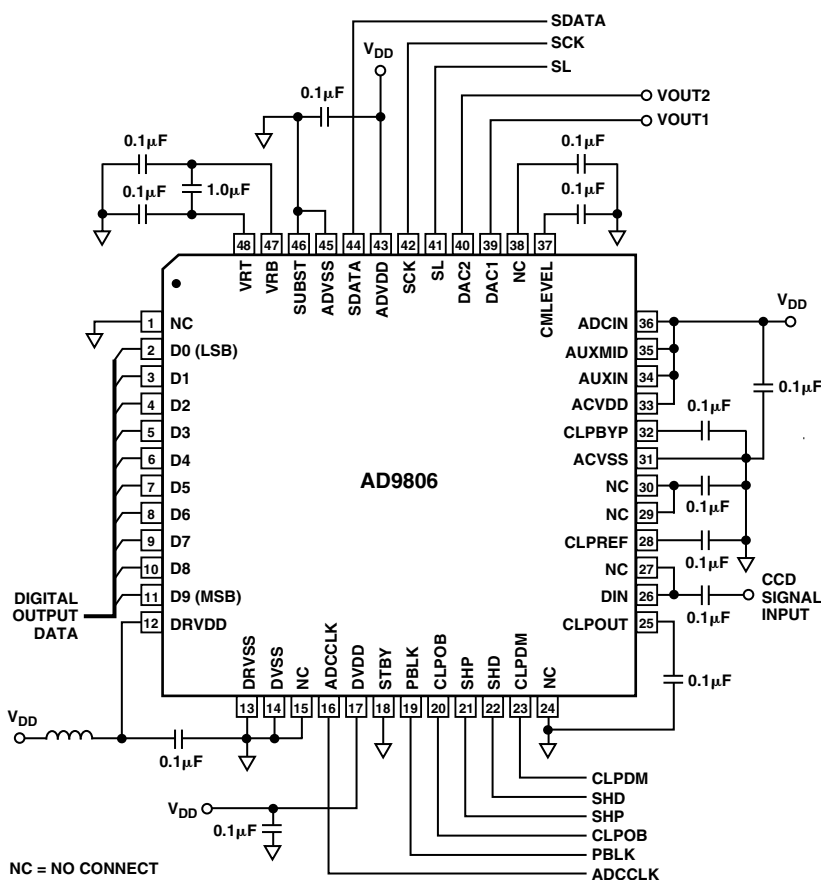 SDATA
SCK
SL
VDD
0.1µF
VOUT2
VOUT1
0.1µF
0.1µF
1.0µF
0.1µF
0.1µF
48 47 46 45 44 43 42 41 40 39 38 37
VRT
VRB
SUBST
ADVSS
SDATA
ADVDD
SCK
SL
DAC2
DAC1
NC
CMLEVEL
1 NC
2 D0 (LSB)
3 D1
4 D2
5 D3
6 D4
7 D5
8 D6
9 D7
10 D8
11 D9 (MSB)
12 DRVDD
DIGITAL
OUTPUT
DATA
AD9806
ADCIN 36
AUXMID 35
AUXIN 34
ACVDD 33
CLPBYP 32
ACVSS 31
NC 30
NC 29
CLPREF 28
NC 27
DIN 26
CLPOUT 25
VDD
0.1µF
0.1µF
0.1µF
0.1µF
CCD
SIGNAL
INPUT
0.1µF
0.1µF
DRVSS
DVSS
NC
ADCCLK
DVDD
STBY
PBLK
CLPOB
SHP
SHD
CLPDM
NC
13 14 15 16 17 18 19 20 21 22 23 24
VDD
0.1µF
VDD
0.1µF
CLPDM
SHD
SHP
CLPOB
PBLK
ADCCLK
NC = NO CONNECT